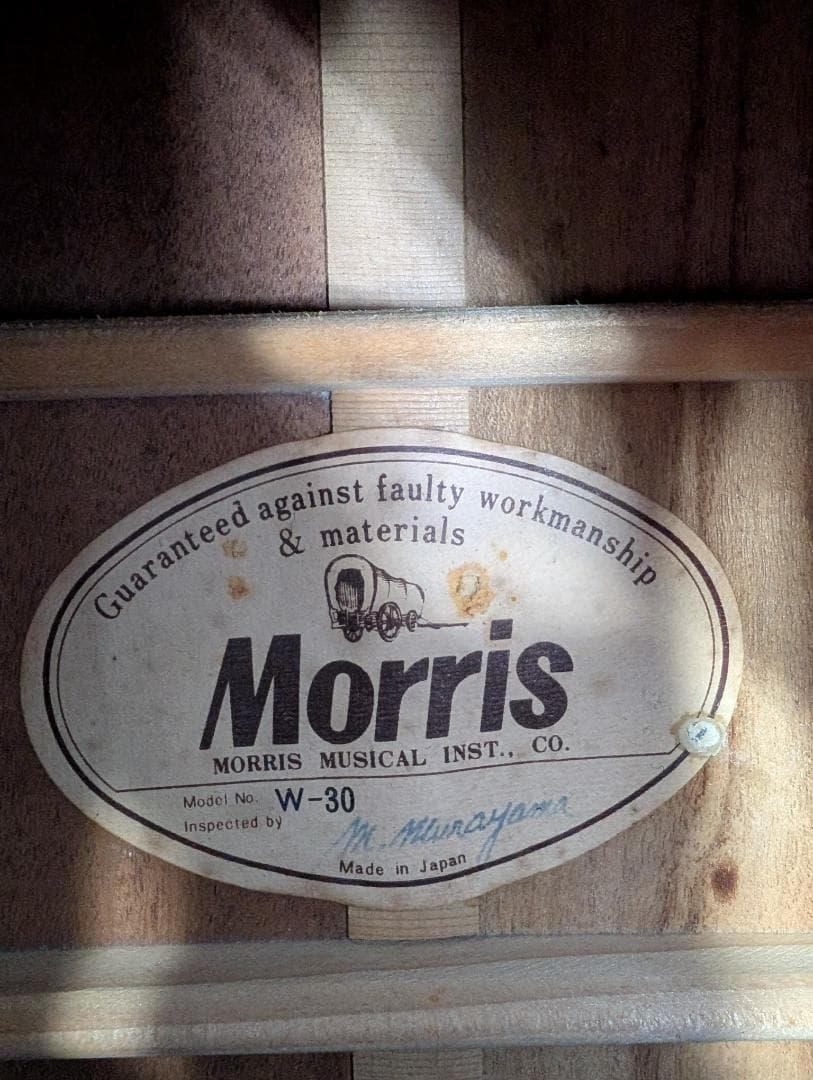 Guaranteed against faulty workmanship
& materials
Morris
MORRIS MUSICAL INST., CO.
Model No. W-30
Inspected by M. Murayama
Made in Japan